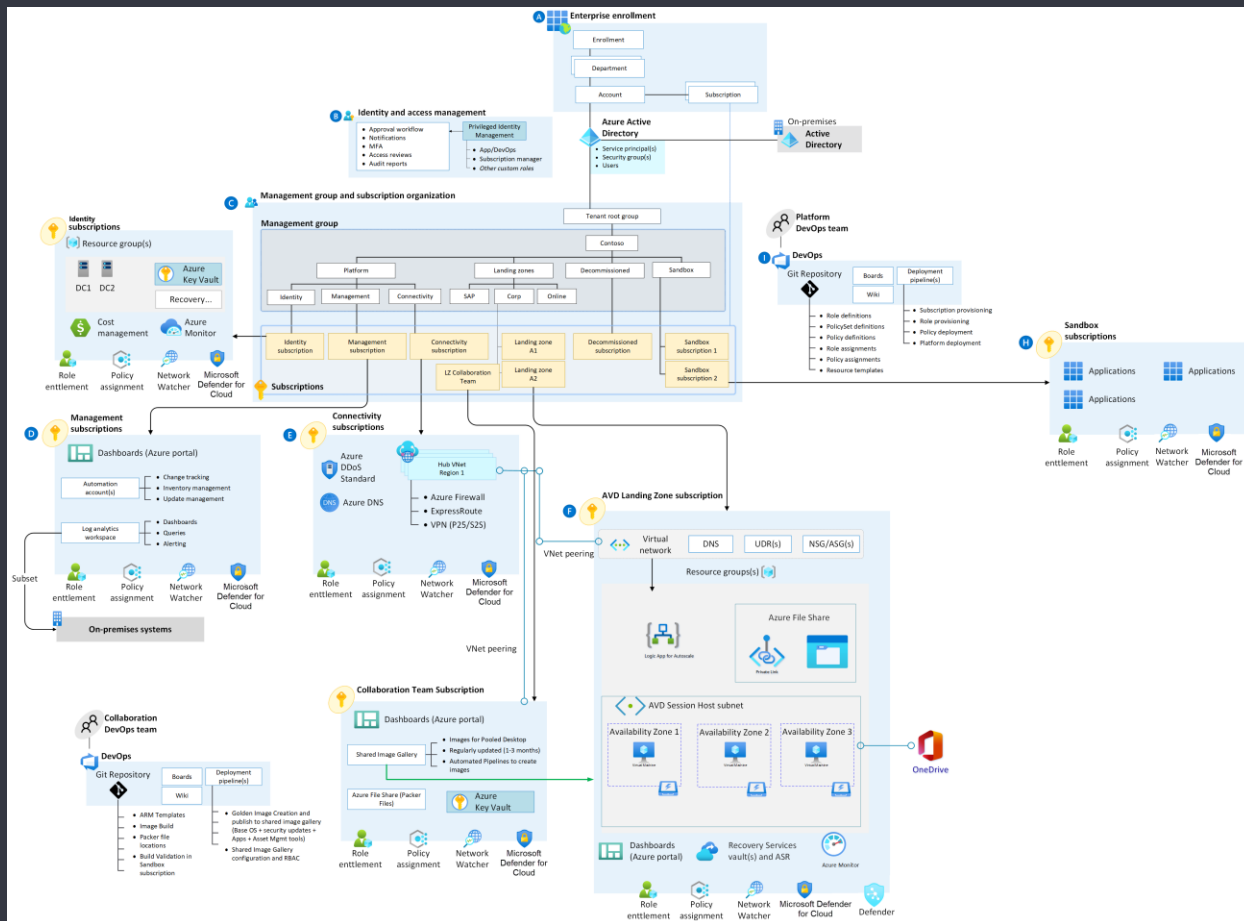 A
Enterprise enrollment
Enrollment
Department
Account
Subscription
B
Identity and access management
• Approval workflow
• Notifications
• MFA
• Access reviews
• Audit reports
Privileged Identity
Management
• App/DevOps
• Subscription manager
• Other custom roles
Azure Active
Directory
• Service principal(s)
• Security group(s)
• Users
On-premises
Active
Directory
C
Management group and subscription organization
Management group
Tenant root group
Contoso
Platform
Landing zones
Decommissioned
Sandbox
Identity
Management
Connectivity
SAP
Corp
Online
Identity
subscription
Management
subscription
Connectivity
subscription
Landing zone
A1
Decommissioned
subscription
Sandbox
subscription 1
LZ Collaboration
Team
Landing zone
A2
Sandbox
subscription 2
Subscriptions
Identity
subscriptions
Resource group(s)
DC1
DC2
Azure
Key Vault
Recovery...
Cost
management
Azure
Monitor
Role
enttlement
Policy
assignment
Network
Watcher
Microsoft
Defender for
Cloud
Platform
DevOps team
I
DevOps
Git Repository
Boards
Wiki
Deployment
pipeline(s)
• Role definitions
• PolicySet definitions
• Policy definitions
• Role assignments
• Policy assignments
• Resource templates
• Subscription provisioning
• Role provisioning
• Policy deployment
• Platform deployment
H
Sandbox
subscriptions
Applications
Applications
Applications
Role
enttlement
Policy
assignment
Network
Watcher
Microsoft
Defender for
Cloud
D
Management
subscriptions
Dashboards (Azure portal)
Automation
account(s)
• Change tracking
• Inventory management
• Update management
Log analytics
workspace
• Dashboards
• Queries
• Alerting
Subset
Role
enttlement
Policy
assignment
Network
Watcher
Microsoft
Defender for
Cloud
On-premises systems
E
Connectivity
subscriptions
Azure
DDoS
Standard
DNS
Azure DNS
Hub VNet
Region 1
• Azure Firewall
• ExpressRoute
• VPN (P2S/S2S)
Role
enttlement
Policy
assignment
Network
Watcher
Microsoft
Defender for
Cloud
VNet peering
VNet peering
F
AVD Landing Zone subscription
Virtual
network
DNS
UDR(s)
NSG/ASG(s)
Resource groups(s)
Logic App for Autoscale
Azure File Share
Private Link
AVD Session Host subnet
Availability Zone 1
Availability Zone 2
Availability Zone 3
OneDrive
Dashboards
(Azure portal)
Recovery Services
vault(s) and ASR
Azure Monitor
Role
enttlement
Policy
assignment
Network
Watcher
Microsoft Defender
for Cloud
Defender
Collaboration Team Subscription
Dashboards (Azure portal)
Shared Image Gallery
• Images for Pooled Desktop
• Regularly updated (1-3 months)
• Automated Pipelines to create
images
Azure File Share (Packer
Files)
Azure
Key Vault
Role
enttlement
Policy
assignment
Network
Watcher
Microsoft
Defender for
Cloud
Collaboration
DevOps team
DevOps
Git Repository
Boards
Wiki
Deployment
pipeline(s)
• ARM Templates
• Image Build
• Packer file
locations
• Build Validation in
Sandbox
subscription
• Golden Image Creation and
publish to shared image gallery
(Base OS + security updates +
Apps + Asset Mgmt tools)
• Shared Image Gallery
configuration and RBAC